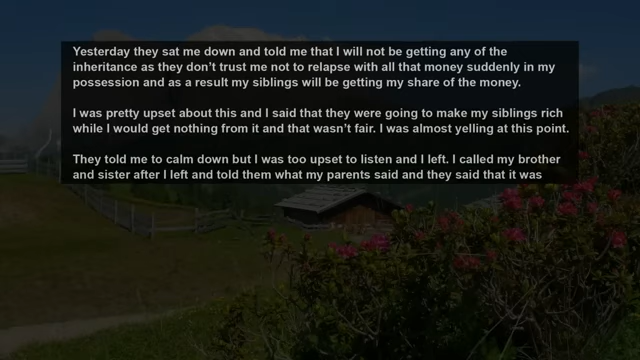 Yesterday they sat me down and told me that I will not be getting any of the
inheritance as they don't trust me not to relapse with all that money suddenly in my
possession and as a result my siblings will be getting my share of the money.
I was pretty upset about this and I said that they were going to make my siblings rich
while I would get nothing from it and that wasn't fair. I was almost yelling at this point.
They told me to calm down but I was too upset to listen and I left. I called my brother
and sister after I left and told them what my parents said and they said that it was